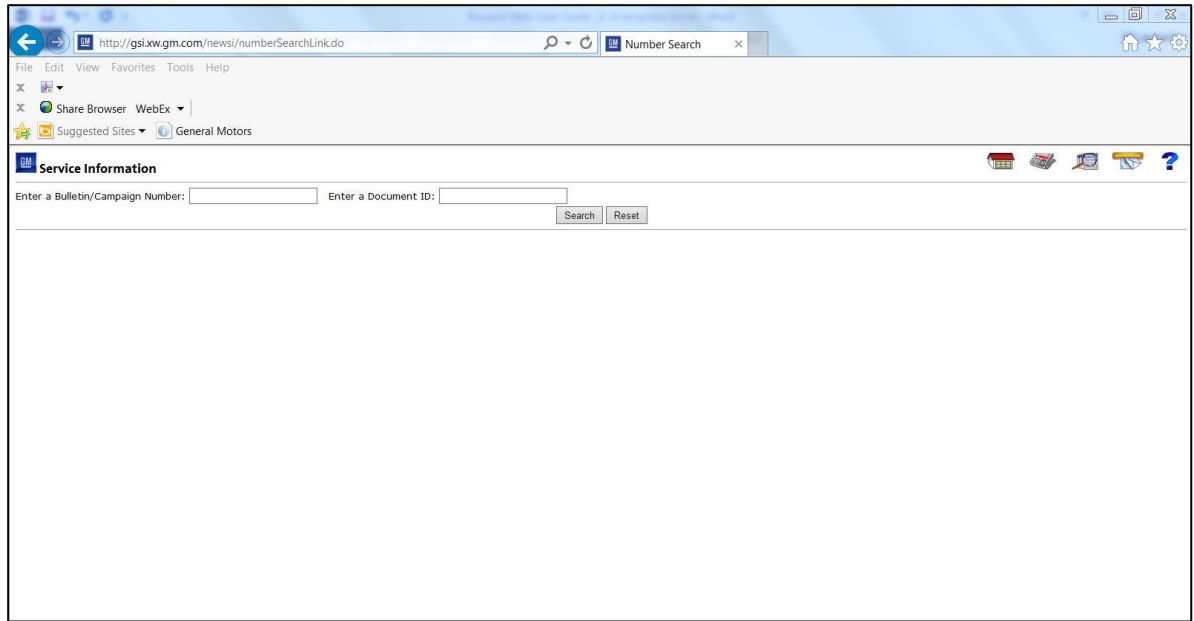 http://gsi.xw.gm.com/newsi/numberSearchLink.do
GM Number Search
File Edit View Favorites Tools Help
Share Browser WebEx
Suggested Sites General Motors
GM Service Information
?
Enter a Bulletin/Campaign Number: Enter a Document ID:
Search Reset